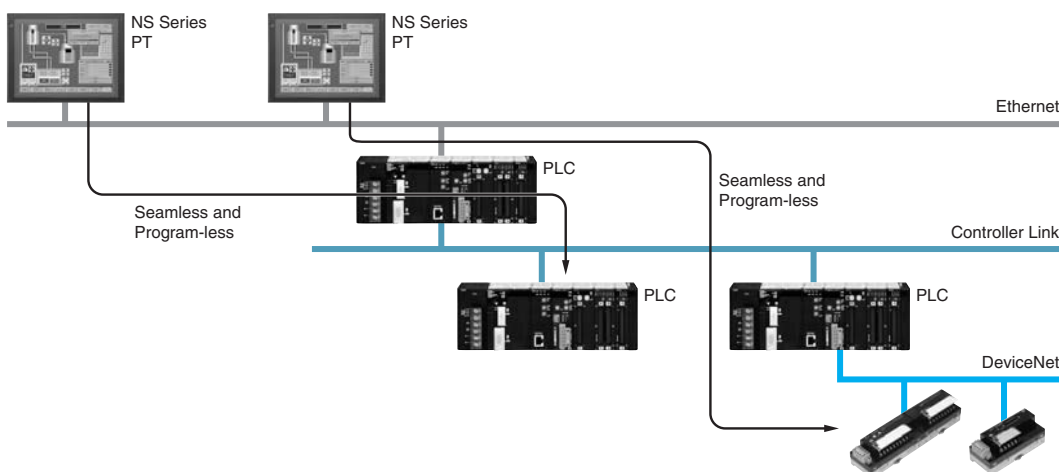 NS Series
PT
NS Series
PT
Ethernet
PLC
Seamless and
Program-less
Seamless and
Program-less
Controller Link
PLC
PLC
DeviceNet